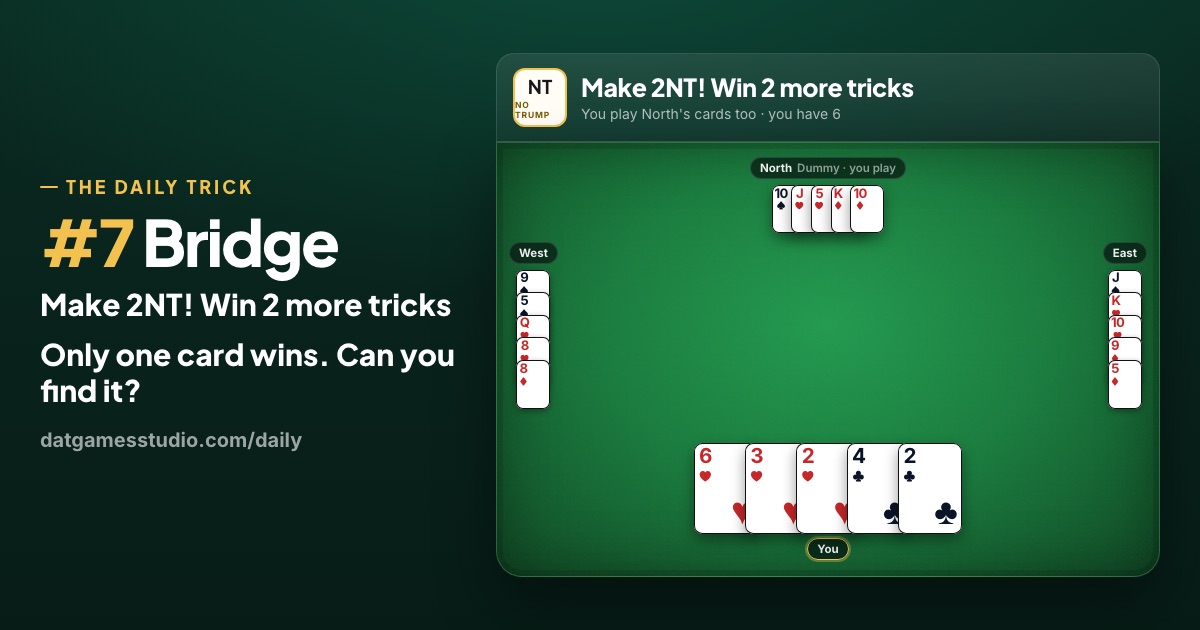 — THE DAILY TRICK
#7 Bridge
Make 2NT! Win 2 more tricks
Only one card wins. Can you
find it?
datgamesstudio.com/daily
NT
NO
TRUMP
Make 2NT! Win 2 more tricks
You play North's cards too · you have 6
North Dummy · you play
10♠ J♥ 5♥ K♦ 10♦
West
9♠
5♠
Q♥
8♥
8♦
East
J♠
K♥
10♥
9♦
5♦
6♥ 3♥ 2♥ 4♣ 2♣
You